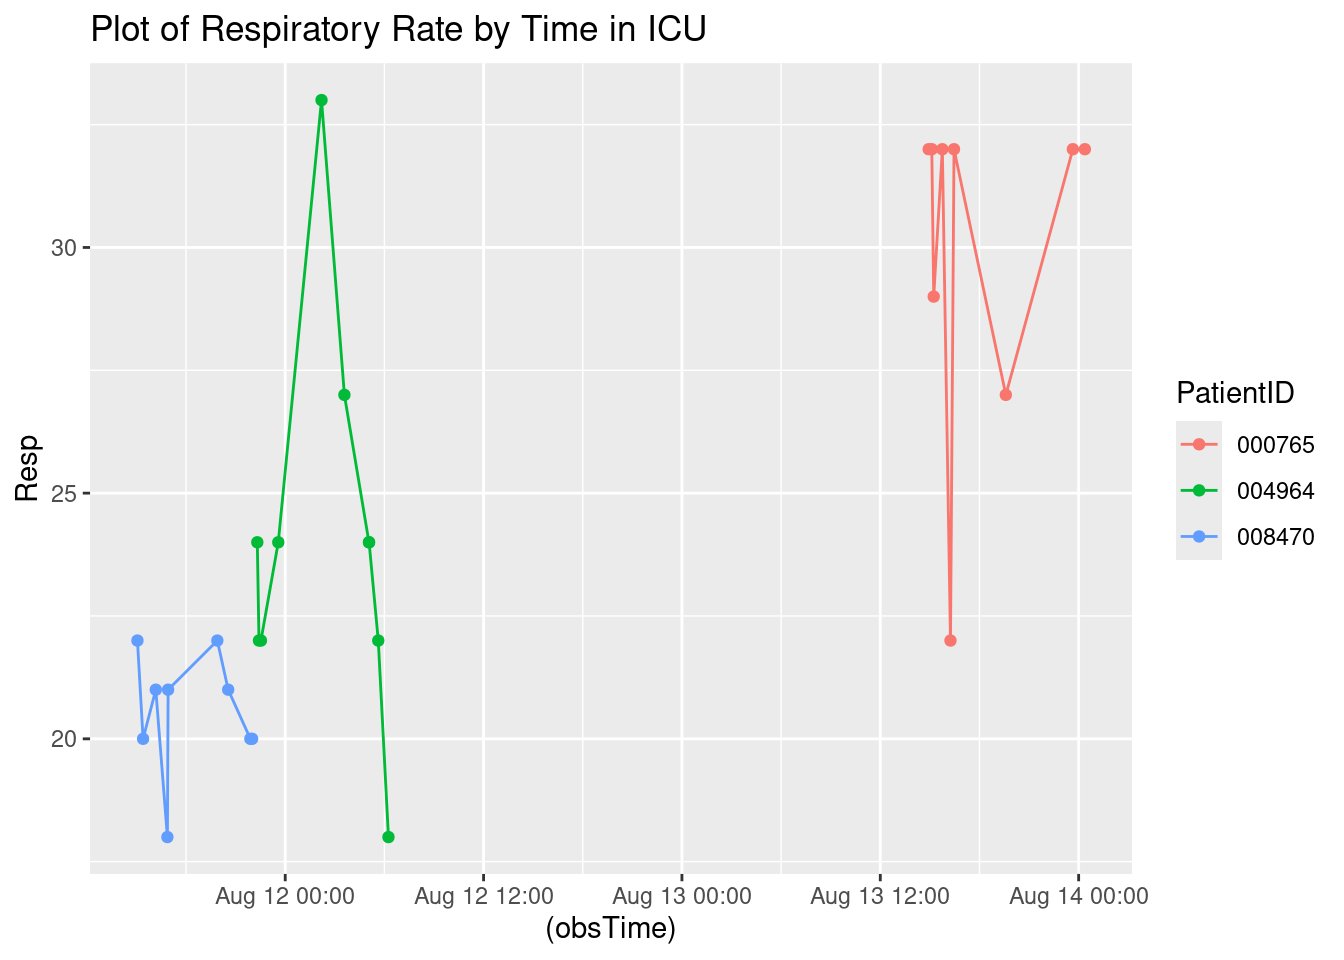 Plot of Respiratory Rate by Time in ICU
Resp
30
25
20
Aug 12 00:00 Aug 12 12:00 Aug 13 00:00 Aug 13 12:00 Aug 14 00:00
(obsTime)
PatientID
000765
004964
008470